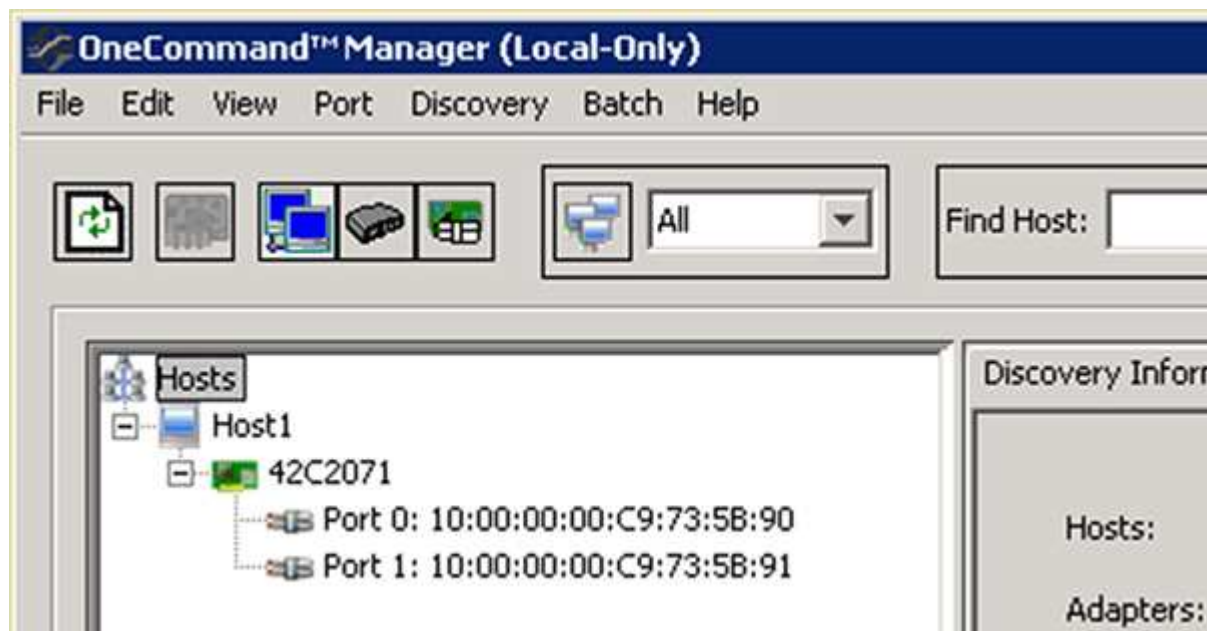 OneCommand™ Manager (Local-Only)
File Edit View Port Discovery Batch Help
All
Find Host:
Hosts
Discovery
Host1
42C2071
Port 0: 10:00:00:00:C9:73:5B:90
Hosts:
Port 1: 10:00:00:00:C9:73:5B:91
Adapters: